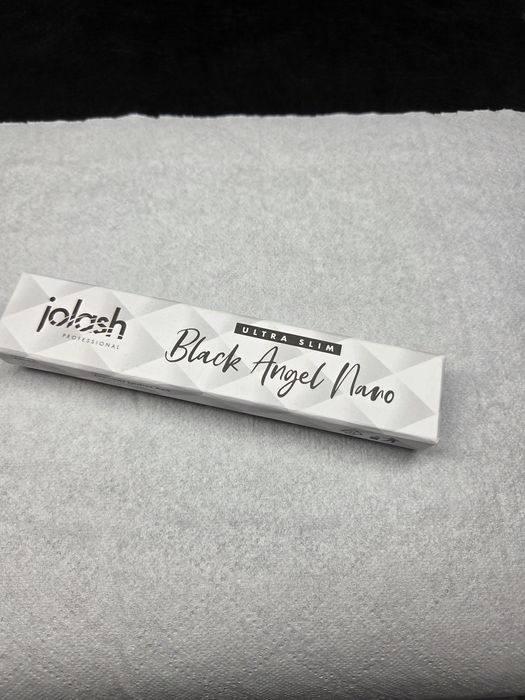 jolash
PROFESSIONAL
ULTRA SLIM
Black Angel Nano